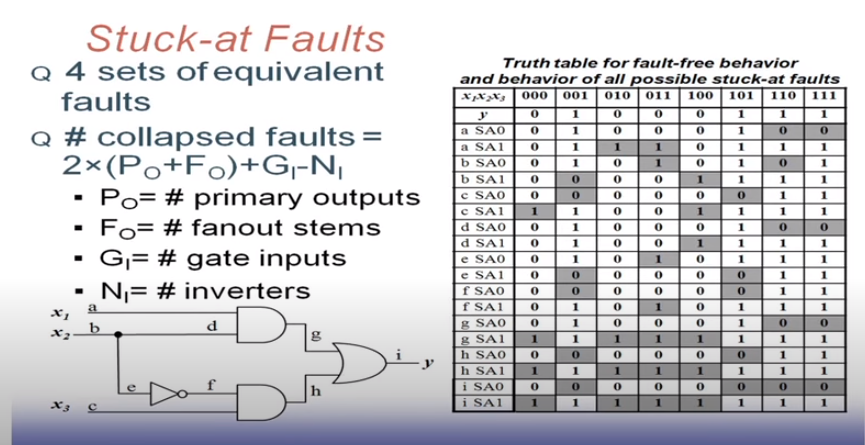 Stuck-at Faults
Q 4 sets of equivalent
faults
Q # collapsed faults =
2×(PO+FO)+GI-NI
▪ PO= # primary outputs
▪ FO= # fanout stems
▪ GI= # gate inputs
▪ NI= # inverters
x1 a
x2 b
d
g
i
y
e
f
h
x3 c
Truth table for fault-free behavior
and behavior of all possible stuck-at faults
x1x2x3 000 001 010 011 100 101 110 111
y 0 1 0 0 0 1 1 1
a SA0 0 1 0 0 0 1 0 0
a SA1 0 1 1 1 0 1 1 1
b SA0 0 1 0 1 0 1 0 1
b SA1 0 0 0 0 1 1 1 1
c SA0 0 0 0 0 0 0 1 1
c SA1 1 1 0 0 1 1 1 1
d SA0 0 1 0 0 0 1 0 0
d SA1 0 1 0 0 1 1 1 1
e SA0 0 1 0 1 0 1 1 1
e SA1 0 0 0 0 0 0 1 1
f SA0 0 0 0 0 0 0 1 1
f SA1 0 1 0 1 0 1 1 1
g SA0 0 1 0 0 0 1 0 0
g SA1 1 1 1 1 1 1 1 1
h SA0 0 0 0 0 0 0 1 1
h SA1 1 1 1 1 1 1 1 1
i SA0 0 0 0 0 0 0 0 0
i SA1 1 1 1 1 1 1 1 1